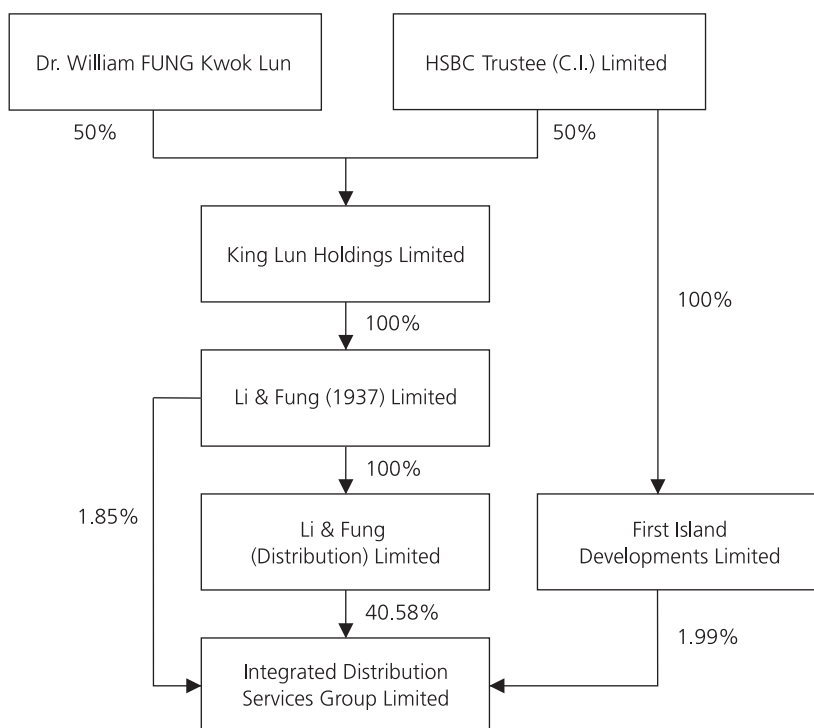 Dr. William FUNG Kwok Lun
HSBC Trustee (C.I.) Limited
50%
50%
King Lun Holdings Limited
100%
100%
Li & Fung (1937) Limited
100%
1.85%
Li & Fung
(Distribution) Limited
First Island
Developments Limited
40.58%
1.99%
Integrated Distribution
Services Group Limited